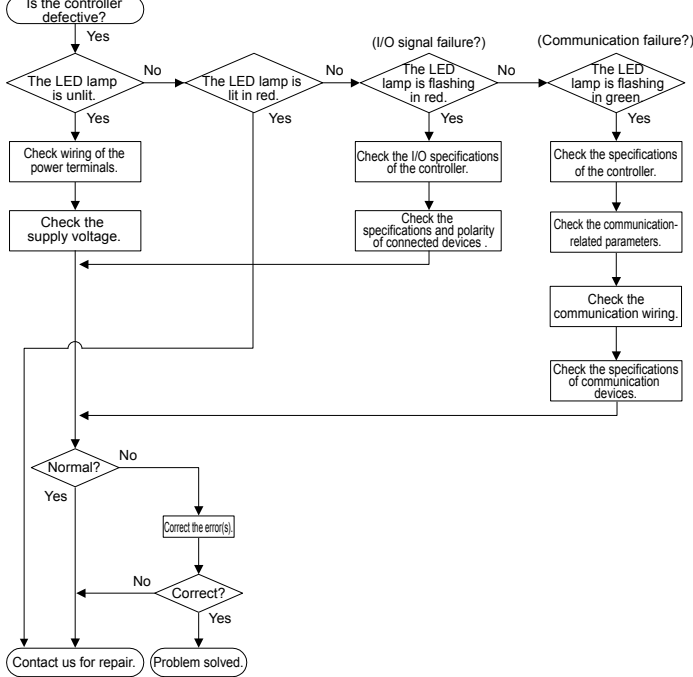 Is the controller
defective?
Yes
(I/O signal failure?)
(Communication failure?)
The LED lamp
is unlit.
No
The LED lamp is
lit in red.
No
The LED
lamp is flashing
in red.
No
The LED
lamp is flashing
in green.
Yes
Yes
Yes
Yes
Check wiring of the
power terminals.
Check the I/O specifications
of the controller.
Check the specifications
of the controller.
Check the
supply voltage.
Check the
specifications and polarity
of connected devices .
Check the communication-
related parameters.
Check the
communication wiring.
Check the specifications
of communication
devices.
Normal?
No
Yes
Correct the error(s).
No
Correct?
Yes
Contact us for repair.
Problem solved.